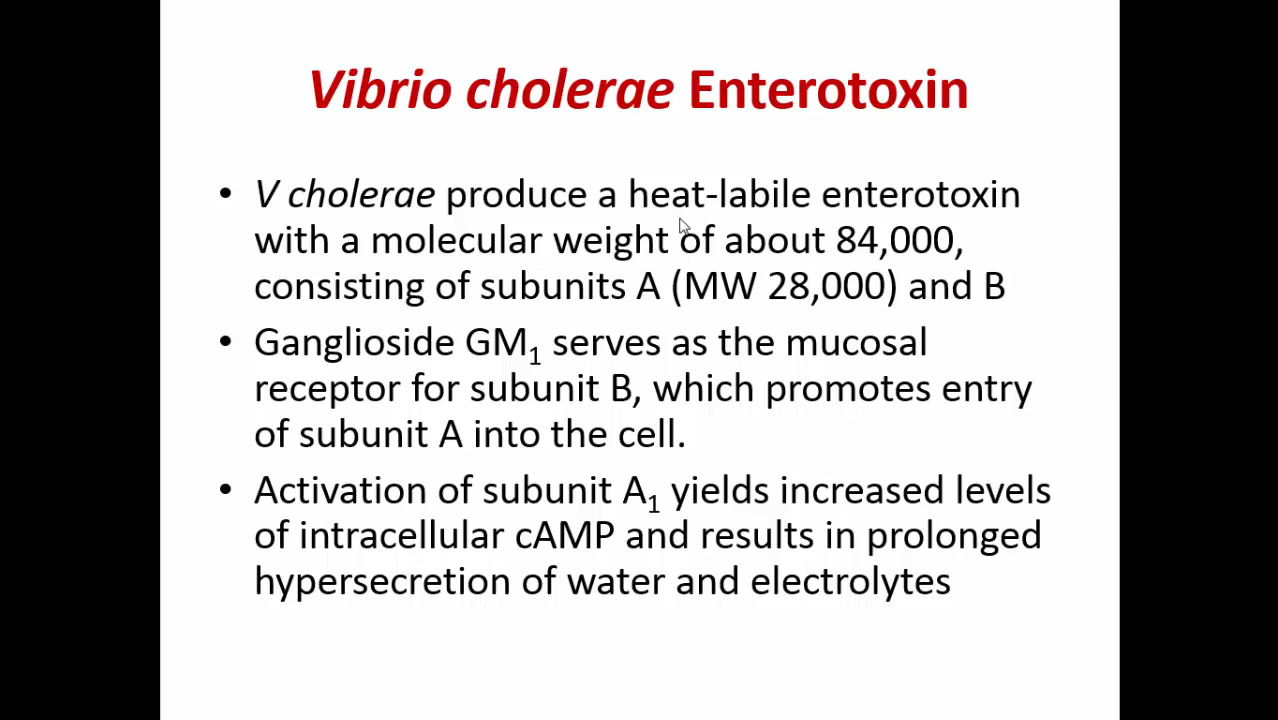 Vibrio cholerae Enterotoxin
• V cholerae produce a heat-labile enterotoxin
with a molecular weight of about 84,000,
consisting of subunits A (MW 28,000) and B
• Ganglioside GM₁ serves as the mucosal
receptor for subunit B, which promotes entry
of subunit A into the cell.
• Activation of subunit A₁ yields increased levels
of intracellular cAMP and results in prolonged
hypersecretion of water and electrolytes